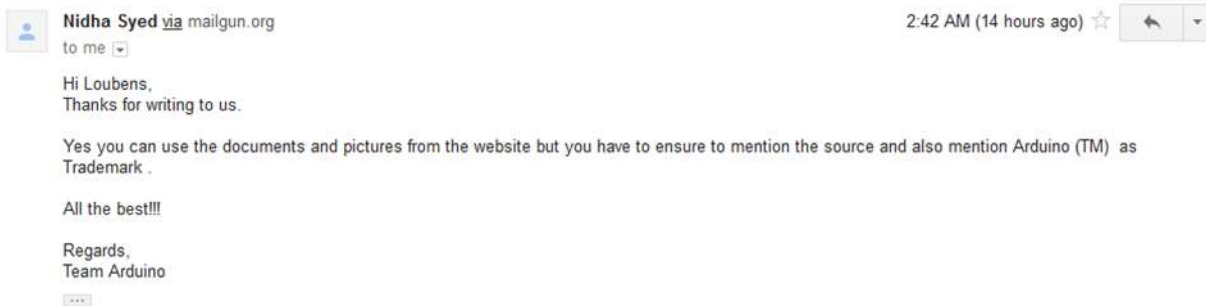 Nidha Syed via mailgun.org
2:42 AM (14 hours ago)
to me
Hi Loubens,
Thanks for writing to us.
Yes you can use the documents and pictures from the website but you have to ensure to mention the source and also mention Arduino (TM) as
Trademark .
All the best!!!
Regards,
Team Arduino